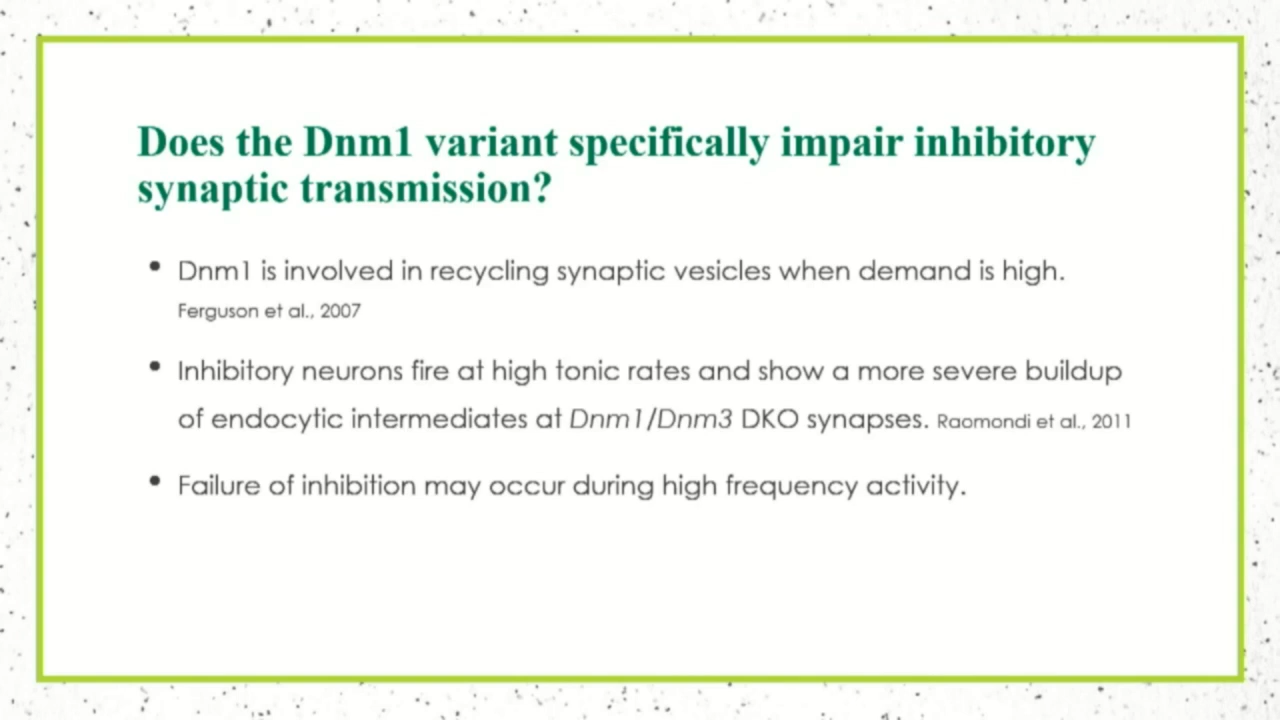 Does the Dnm1 variant specifically impair inhibitory
synaptic transmission?
• Dnm1 is involved in recycling synaptic vesicles when demand is high.
Ferguson et al., 2007
• Inhibitory neurons fire at high tonic rates and show a more severe buildup
of endocytic intermediates at Dnm1/Dnm3 DKO synapses. Raomondi et al., 2011
• Failure of inhibition may occur during high frequency activity.